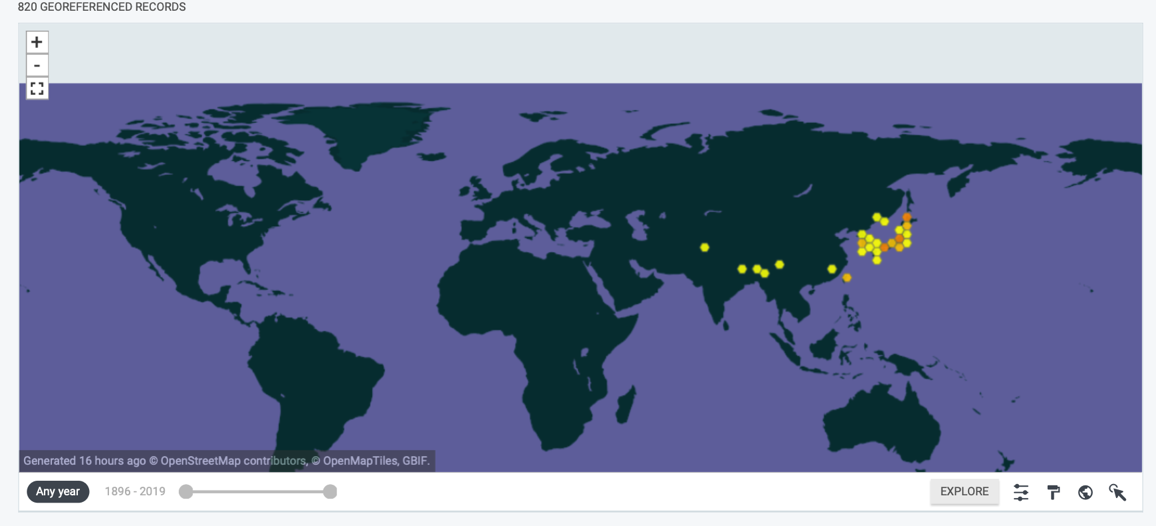 820 GEOREFERENCED RECORDS
+
-
Generated 16 hours ago © OpenStreetMap contributors, © OpenMapTiles, GBIF.
Any year 1896 - 2019 EXPLORE